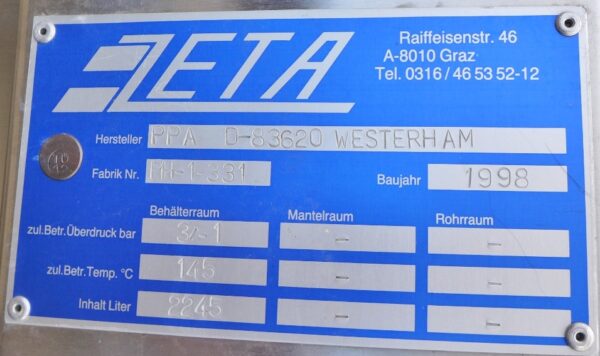 ZETA
Raiffeisenstr. 46
A-8010 Graz
Tel. 0316 / 46 53 52-12
Hersteller PPA D-83620 WESTERHAM
Fabrik Nr. Baujahr 1998
Behälterraum Mantelraum Rohrraum
zul.Betr.Überdruck bar 3/-1 - -
zul.Betr.Temp. °C 145 - -
Inhalt Liter 2245 - -